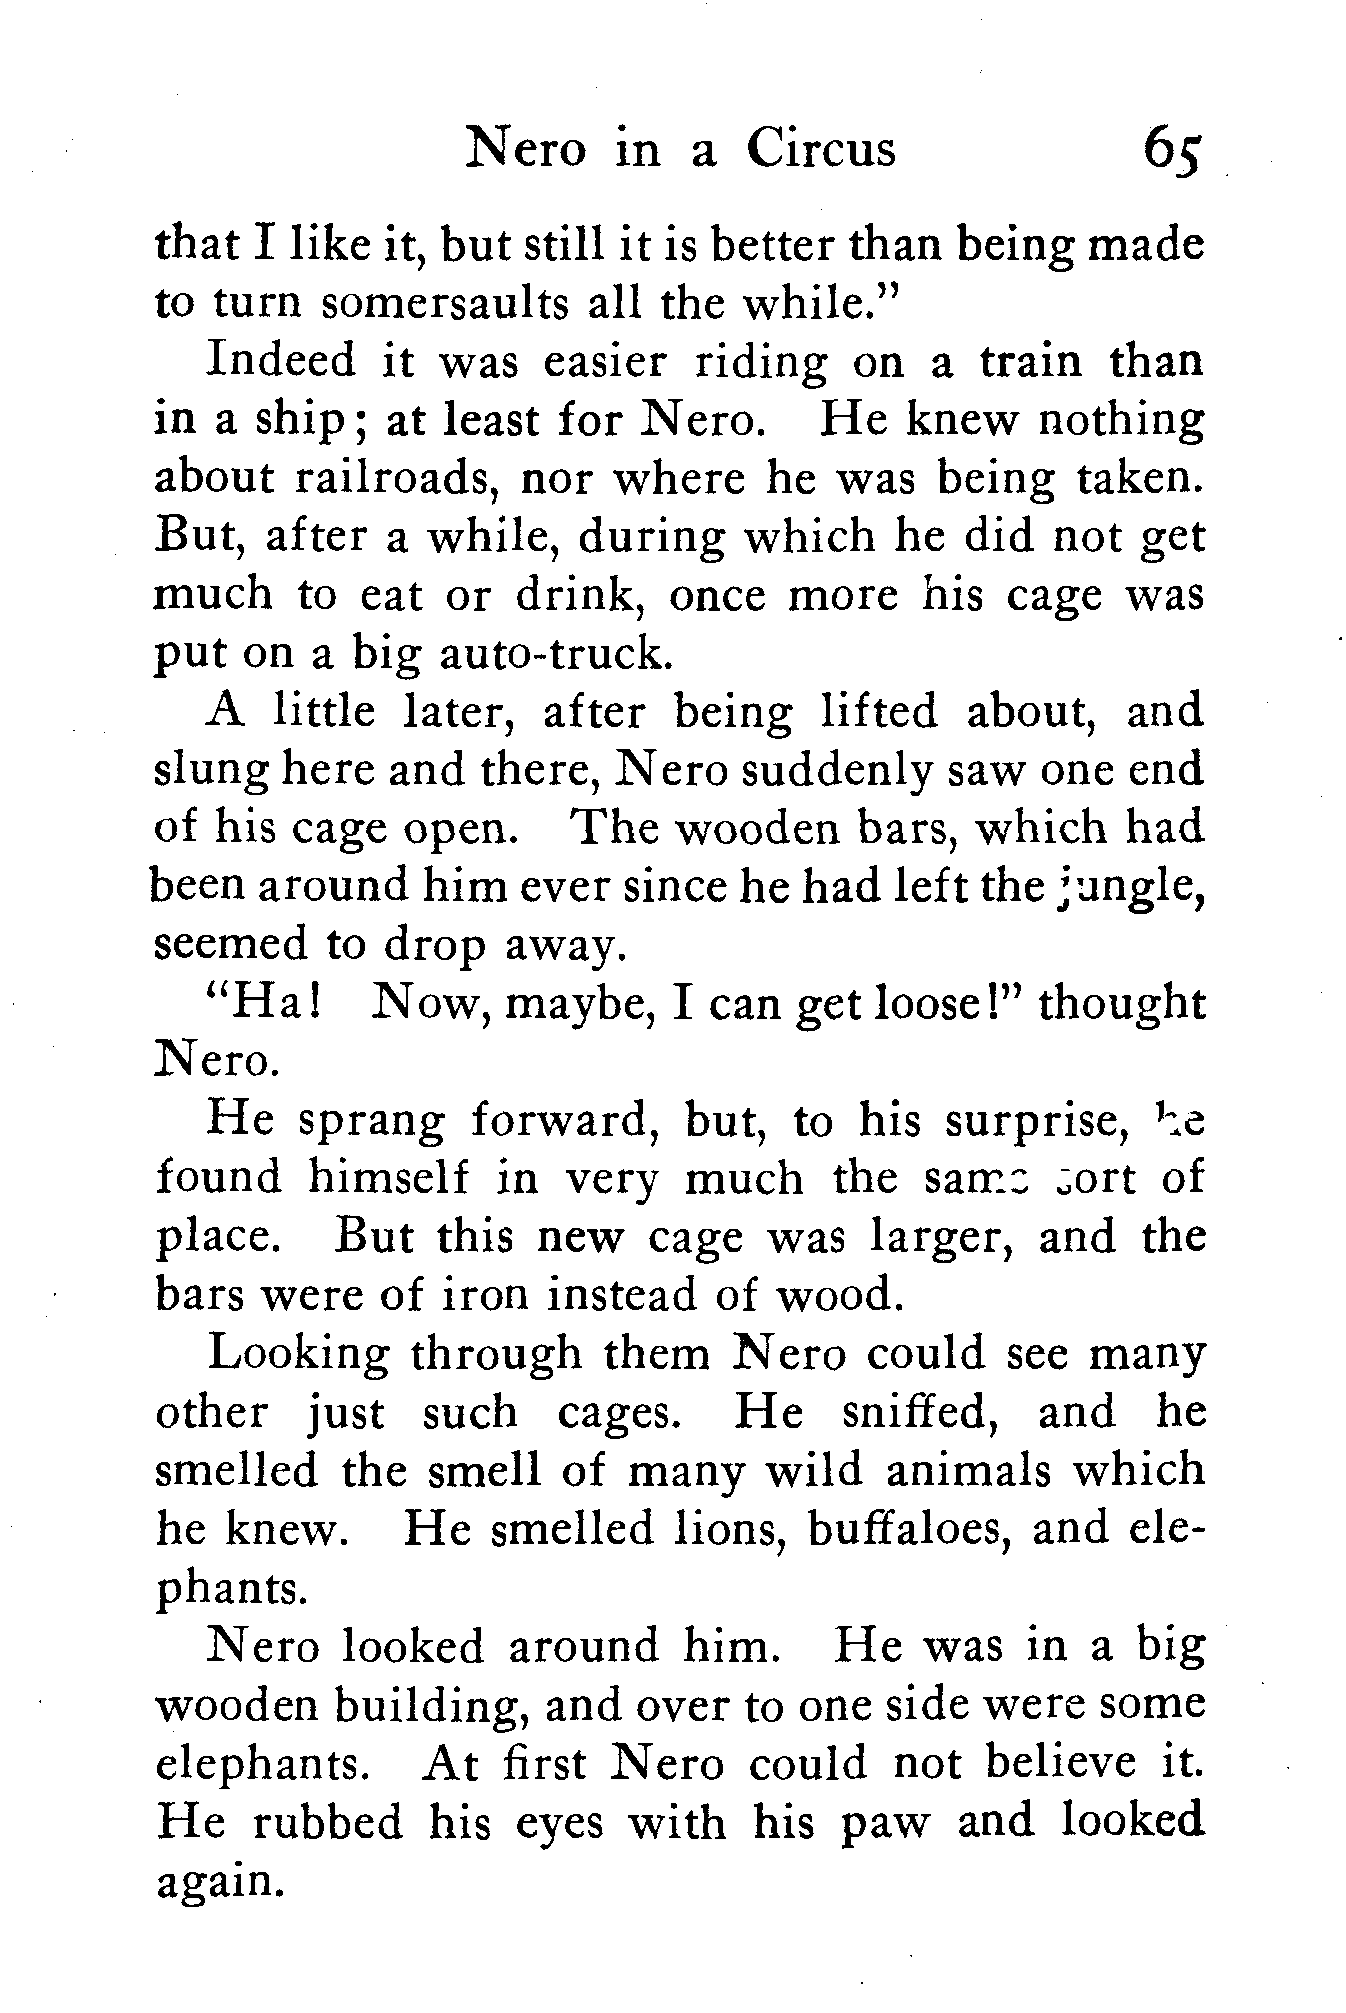 Nero in a Circus 65
that I like it, but still it is better than being made
to turn somersaults all the while."
Indeed it was easier riding on a train than
in a ship; at least for Nero. He knew nothing
about railroads, nor where he was being taken.
But, after a while, during which he did not get
much to eat or drink, once more his cage was
put on a big auto-truck.
A little later, after being lifted about, and
slung here and there, Nero suddenly saw one end
of his cage open. The wooden bars, which had
been around him ever since he had left the jungle,
seemed to drop away.
"Ha! Now, maybe, I can get loose!" thought
Nero.
He sprang forward, but, to his surprise, he
found himself in very much the same sort of
place. But this new cage was larger, and the
bars were of iron instead of wood.
Looking through them Nero could see many
other just such cages. He sniffed, and he
smelled the smell of many wild animals which
he knew. He smelled lions, buffaloes, and ele-
phants.
Nero looked around him. He was in a big
wooden building, and over to one side were some
elephants. At first Nero could not believe it.
He rubbed his eyes with his paw and looked
again.